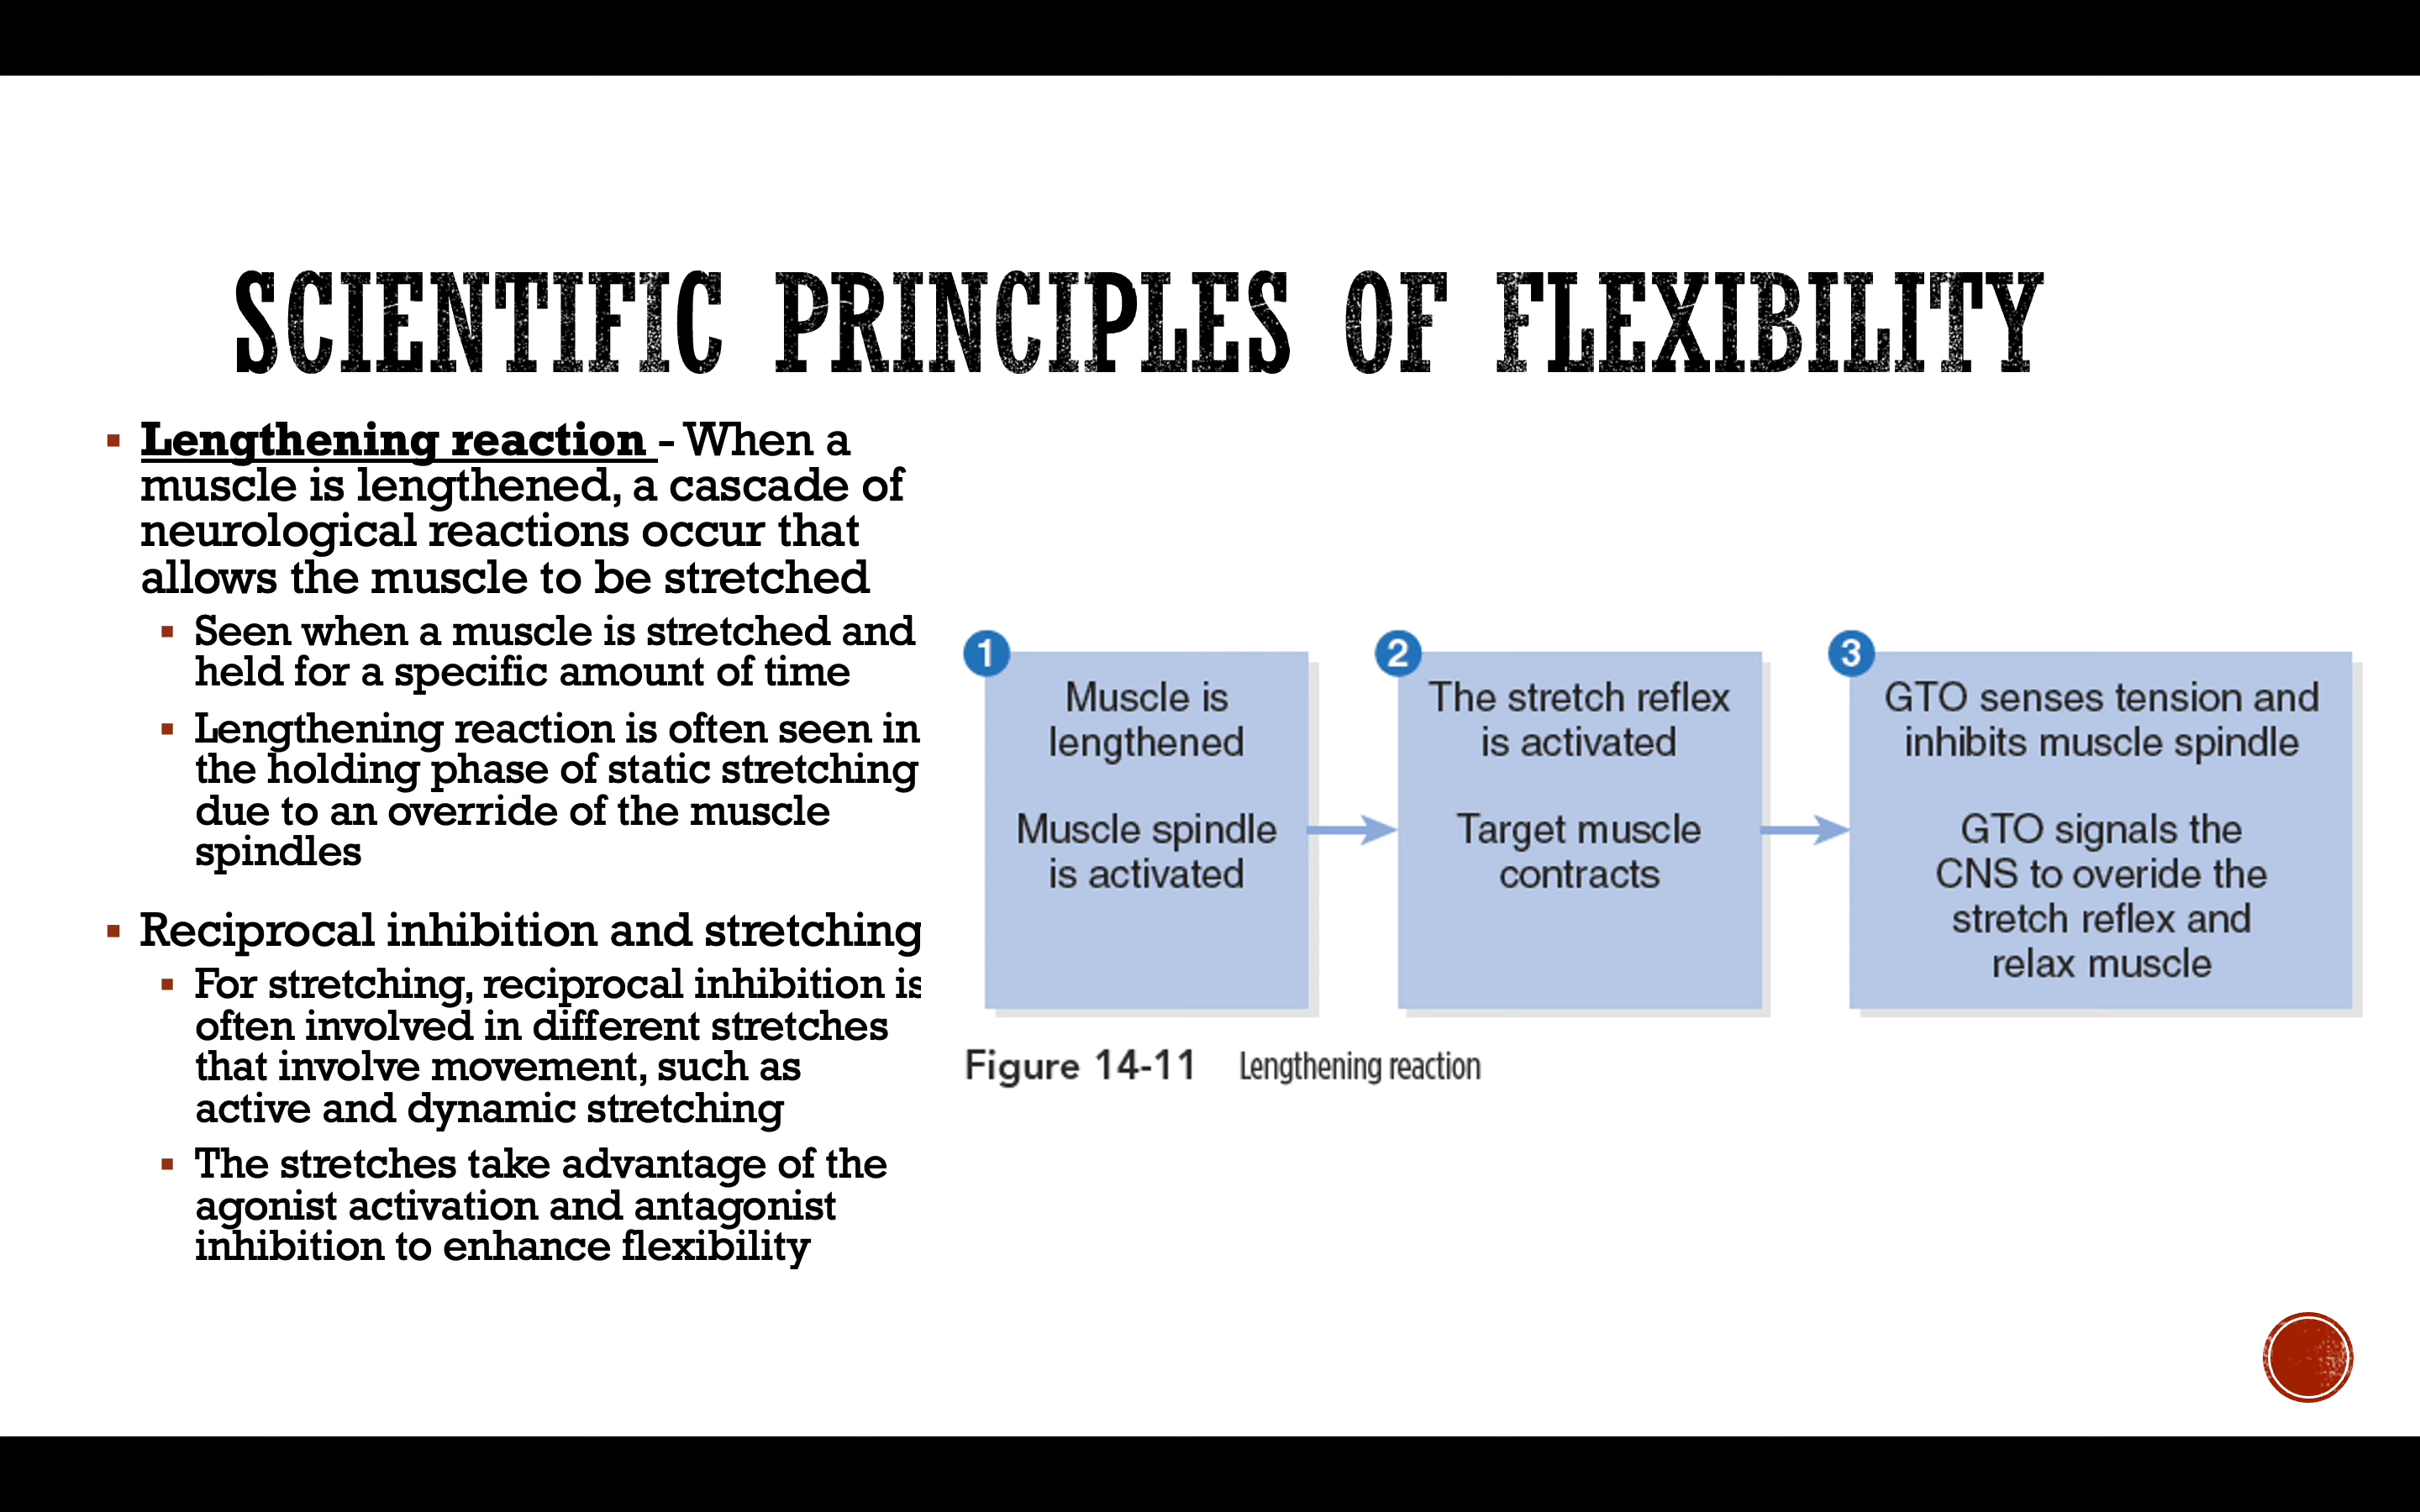 SCIENTIFIC PRINCIPLES OF FLEXIBILITY
▪ Lengthening reaction - When a
muscle is lengthened, a cascade of
neurological reactions occur that
allows the muscle to be stretched
▪ Seen when a muscle is stretched and
held for a specific amount of time
▪ Lengthening reaction is often seen in
the holding phase of static stretching
due to an override of the muscle
spindles
▪ Reciprocal inhibition and stretching
▪ For stretching, reciprocal inhibition is
often involved in different stretches
that involve movement, such as
active and dynamic stretching
▪ The stretches take advantage of the
agonist activation and antagonist
inhibition to enhance flexibility
1
Muscle is
lengthened
Muscle spindle
is activated
2
The stretch reflex
is activated
Target muscle
contracts
3
GTO senses tension and
inhibits muscle spindle
GTO signals the
CNS to overide the
stretch reflex and
relax muscle
Figure 14-11 Lengthening reaction